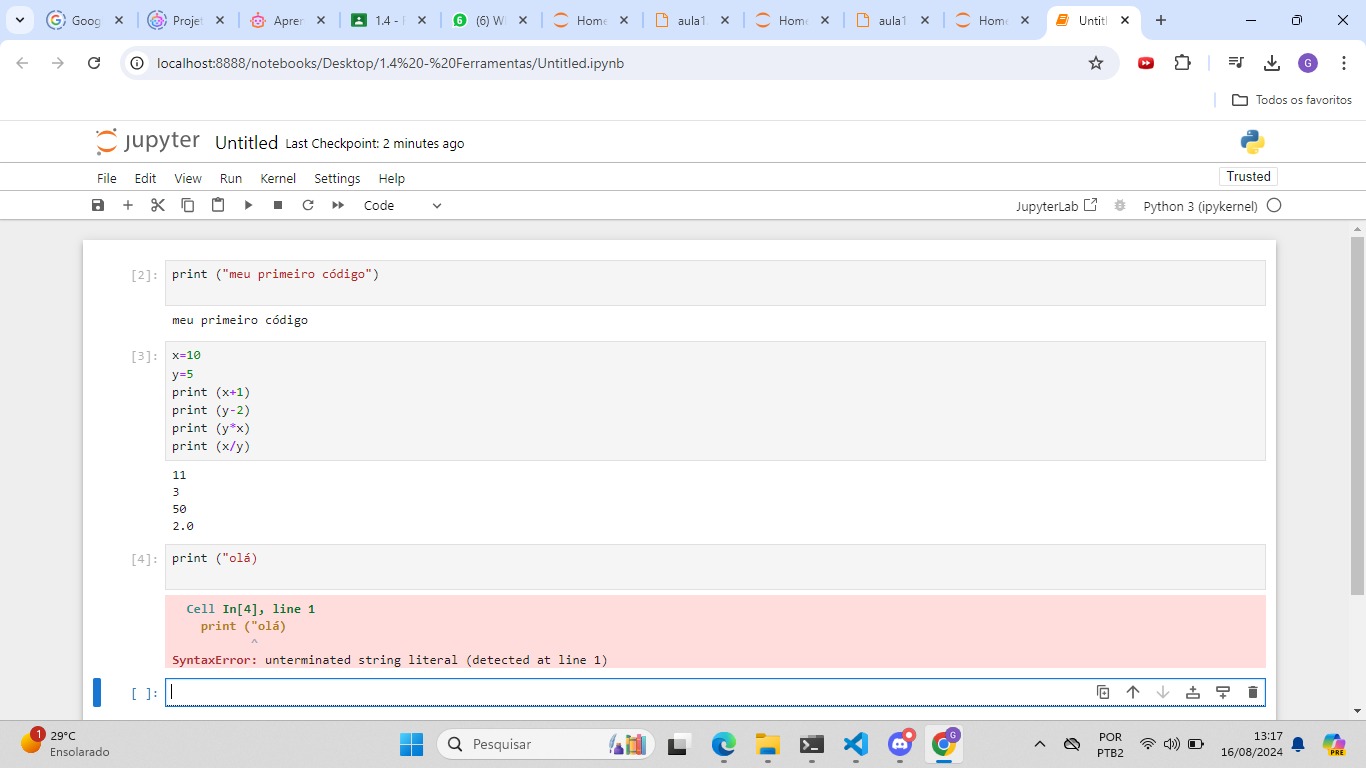 Goog
Projet
Apren
1.4 -
(6) W
Home
aula1
Home
aula1
Home
Untitl
localhost:8888/notebooks/Desktop/1.4%20-%20Ferramentas/Untitled.ipynb
G
Todos os favoritos
jupyter Untitled Last Checkpoint: 2 minutes ago
File Edit View Run Kernel Settings Help
Trusted
Code
JupyterLab
Python 3 (ipykernel)
[2]: print ("meu primeiro código")
meu primeiro código
[3]: x=10
y=5
print (x+1)
print (y-2)
print (y*x)
print (x/y)
11
3
50
2.0
[4]: print ("olá)
Cell In[4], line 1
print ("olá)
^
SyntaxError: unterminated string literal (detected at line 1)
[ ]:
1
29°C
Ensolarado
Pesquisar
G
POR
PTB2
13:17
16/08/2024
PRE